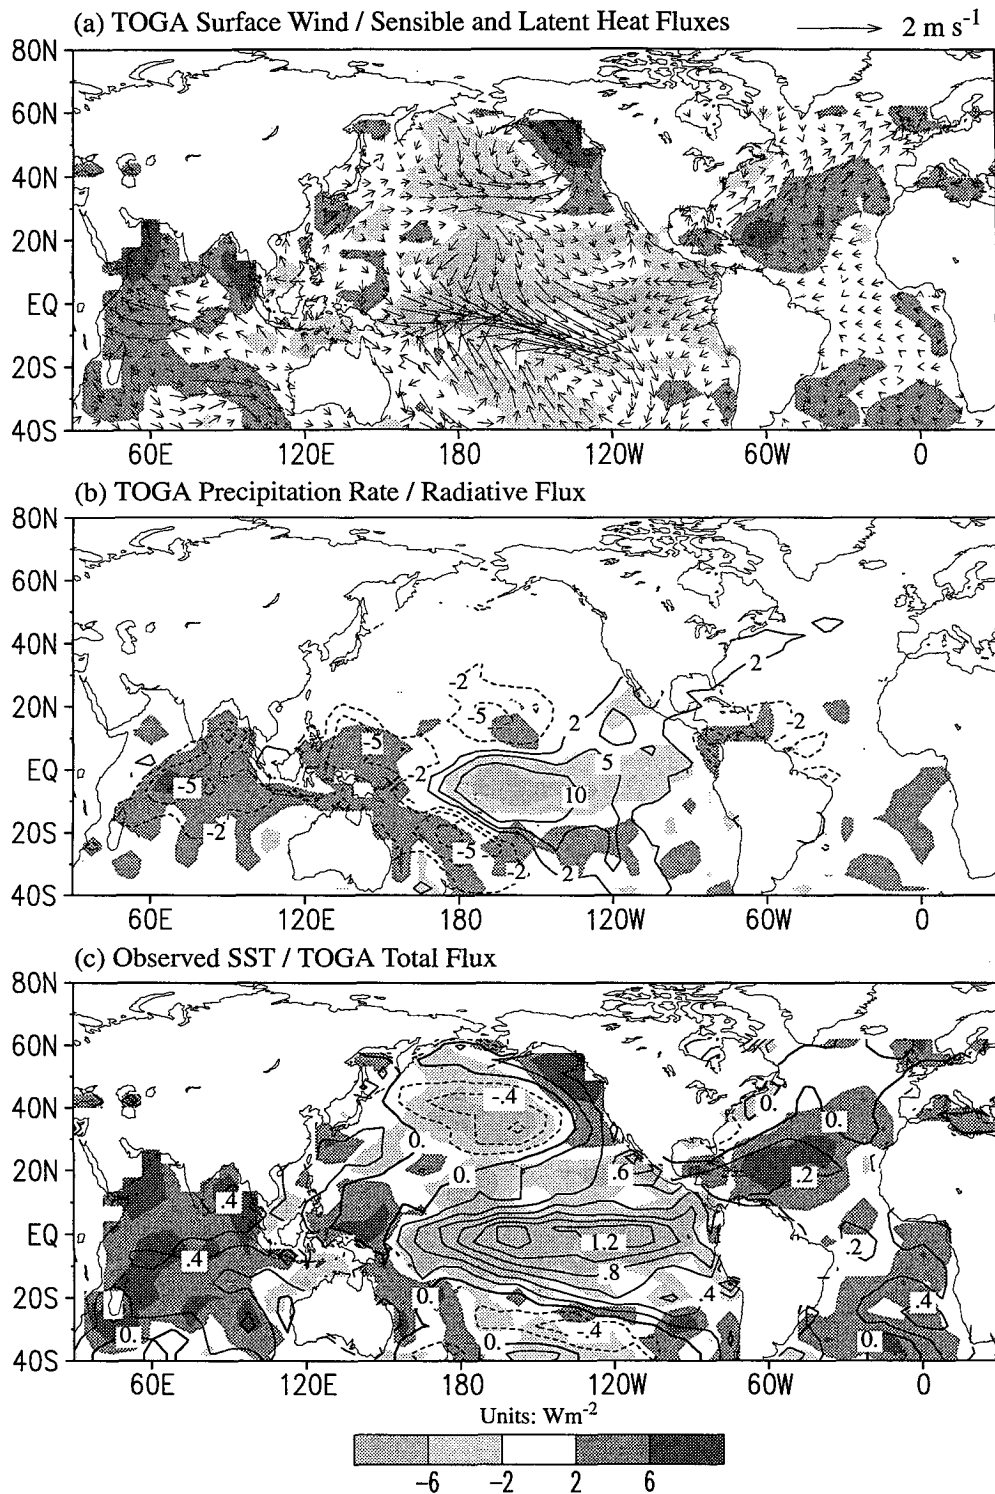 (a) TOGA Surface Wind / Sensible and Latent Heat Fluxes
2 m s⁻¹
80N
60N
40N
20N
EQ
20S
40S
60E 120E 180 120W 60W 0
(b) TOGA Precipitation Rate / Radiative Flux
80N
60N
40N
20N
EQ
20S
40S
-2
2
-5
2
-2
-5
5
-2
-5
10
-2
-5
-2
2
60E 120E 180 120W 60W 0
(c) Observed SST / TOGA Total Flux
80N
60N
40N
20N
EQ
20S
40S
-.4
0.
0.
0.
0.
.6
.2
.4
1.2
.2
.4
.8
.4
0.
.4
0.
0.
-.4
0.
60E 120E 180 120W 60W 0
Units: Wm⁻²
-6 -2 2 6